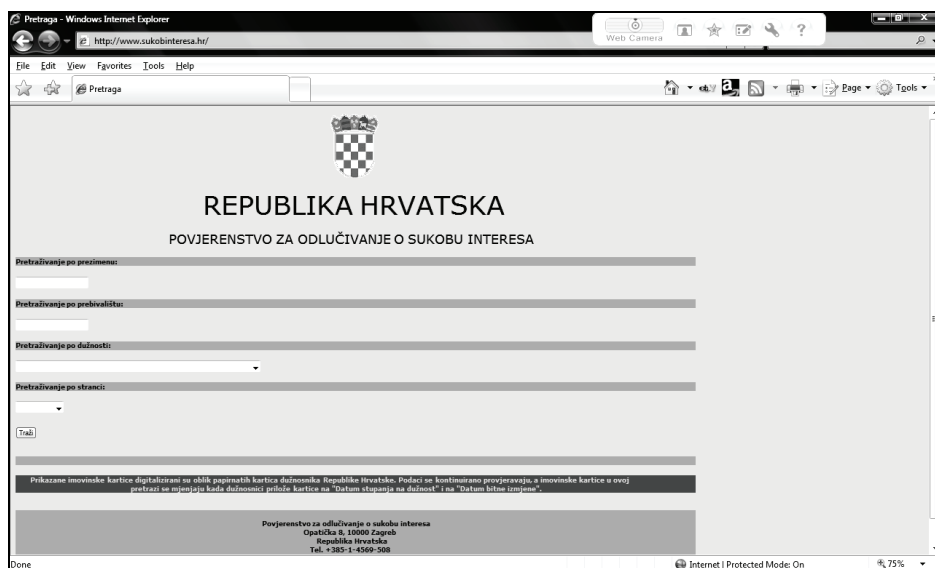 Pretraga - Windows Internet Explorer
http://www.sukobinteresa.hr/
Web Camera
File Edit View Favorites Tools Help
Pretraga
Page Tools
REPUBLIKA HRVATSKA
POVJERENSTVO ZA ODLUČIVANJE O SUKOBU INTERESA
Pretraživanje po prezimenu:
Pretraživanje po prebivalištu:
Pretraživanje po dužnosti:
Pretraživanje po stranci:
Traži
Prikazane imovinske kartice digitalizirani su oblik papirnatih kartica dužnosnika Republike Hrvatske. Podaci se kontinuirano provjeravaju, a imovinske kartice u ovoj
pretrazi se mjenjaju kada dužnosnici prilože kartice na "Datum stupanja na dužnost" i na "Datum bitne izmjene".
Povjerenstvo za odlučivanje o sukobu interesa
Opatička 8, 10000 Zagreb
Republika Hrvatska
Tel. +385-1-4569-508
Done
Internet | Protected Mode: On
75%